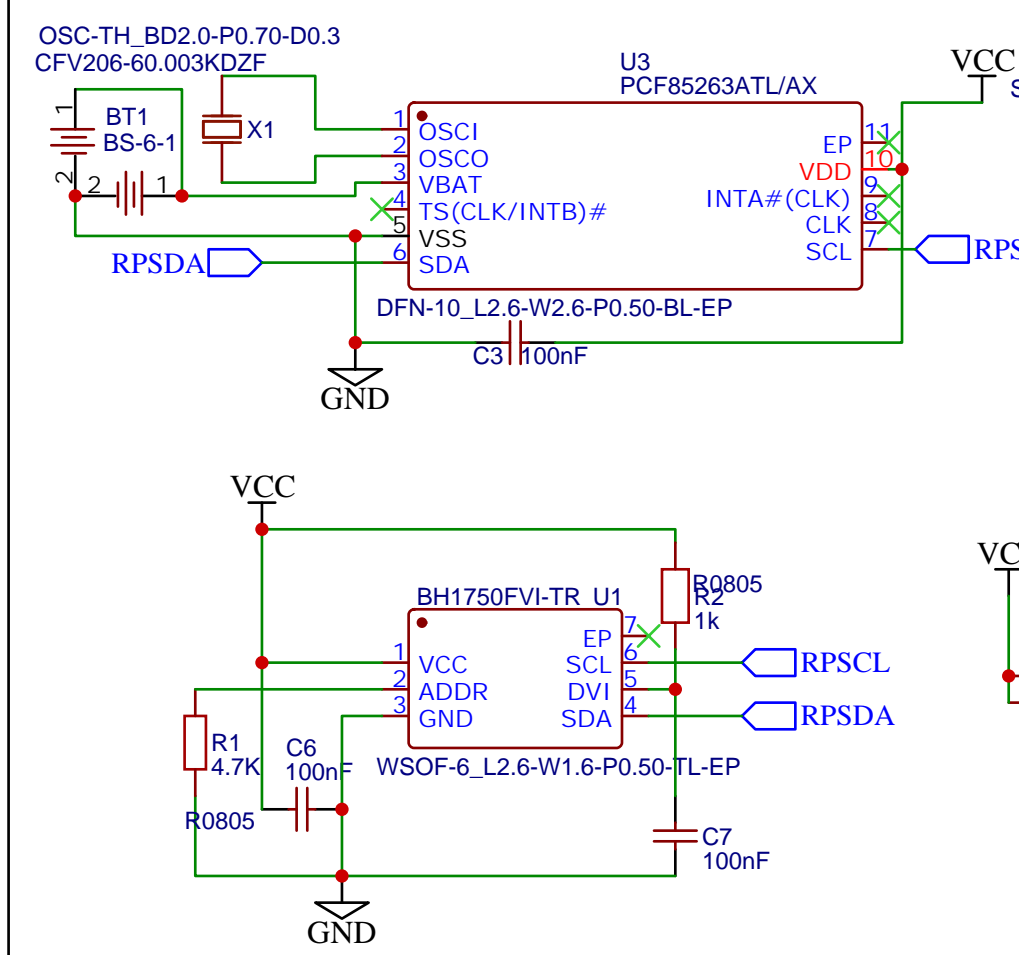 OSC-TH_BD2.0-P0.70-D0.3
CFV206-60.003KDZF
U3
PCF85263ATL/AX
VCC
S
1
BT1
BS-6-1
X1
2
2
1
1
OSCI
2
OSCO
3
VBAT
4
TS(CLK/INTB)#
5
VSS
6
SDA
EP
11
VDD
10
INTA#(CLK)
9
CLK
8
SCL
7
RPSDA
RPS
DFN-10_L2.6-W2.6-P0.50-BL-EP
C3
100nF
GND
VCC
VC
BH1750FVI-TR
U1
R0805
R2
1k
1
VCC
2
ADDR
3
GND
EP
7
SCL
6
DVI
5
SDA
4
RPSCL
RPSDA
WSOF-6_L2.6-W1.6-P0.50-TL-EP
R1
4.7K
R0805
C6
100nF
C7
100nF
GND